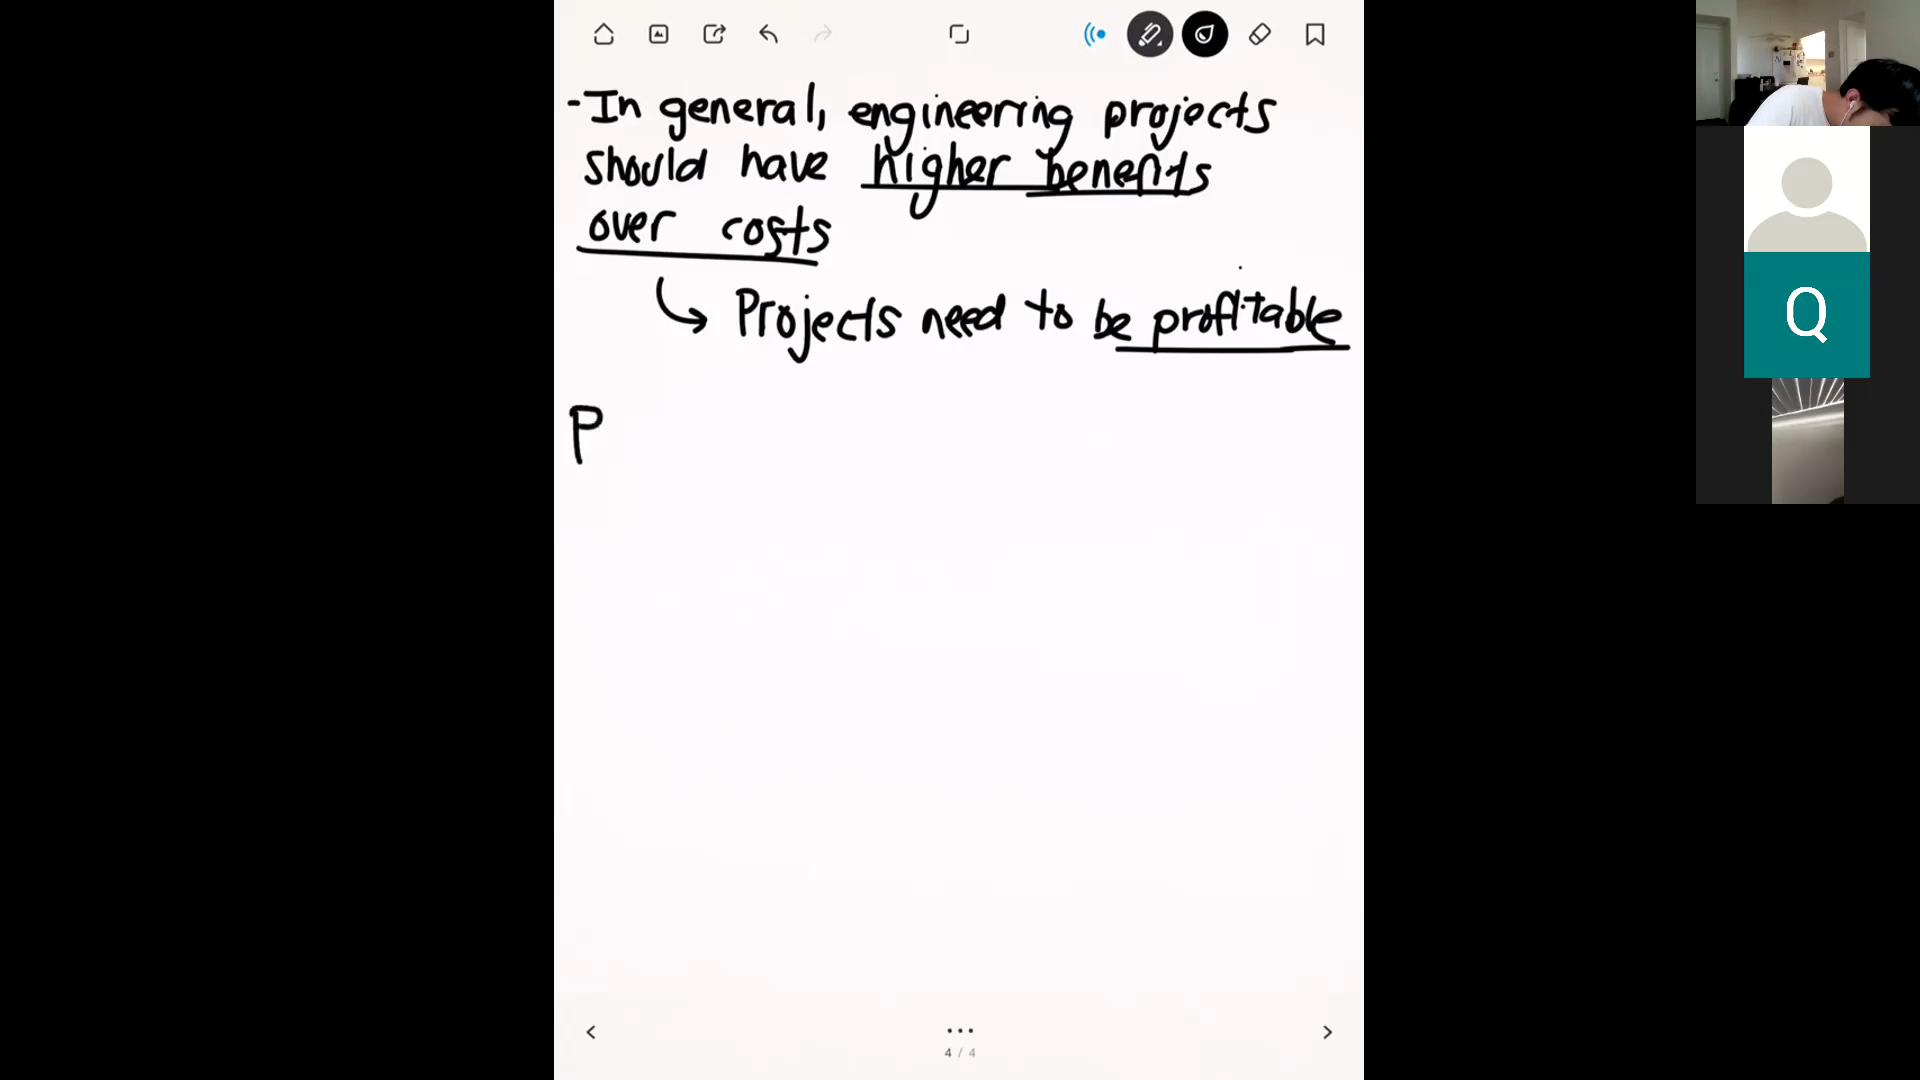 -In general, engineering projects
should have higher benefits
over costs
Projects need to be profitable
P
4 / 4
Q